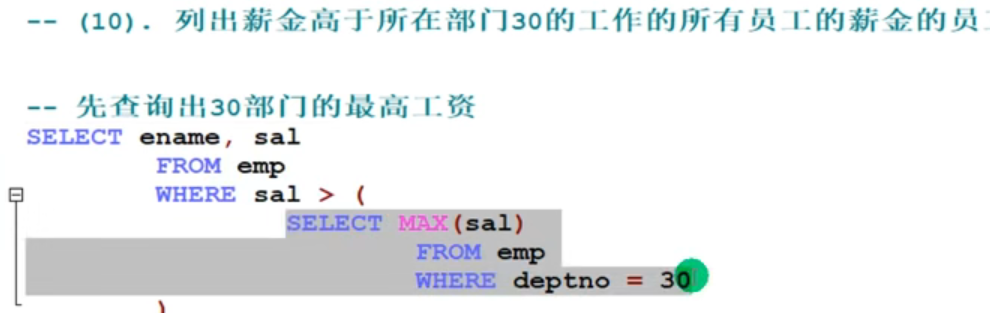 -- (10). 列出薪金高于所在部门30的工作的所有员工的薪金的员
-- 先查询出30部门的最高工资
SELECT ename, sal
FROM emp
WHERE sal > (
SELECT MAX(sal)
FROM emp
WHERE deptno = 30
)